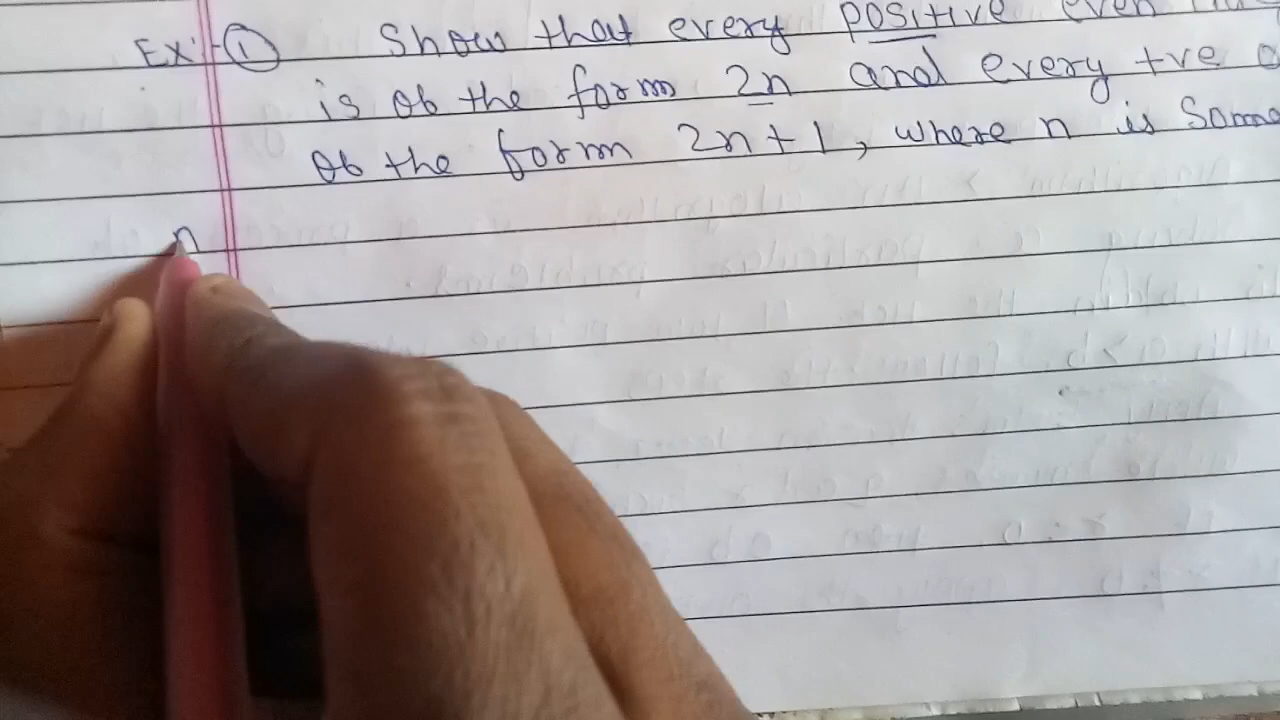 Ex:- ① Show that every positive even
is of the form 2n and every +ve
of the form 2n+1, where n is some
n